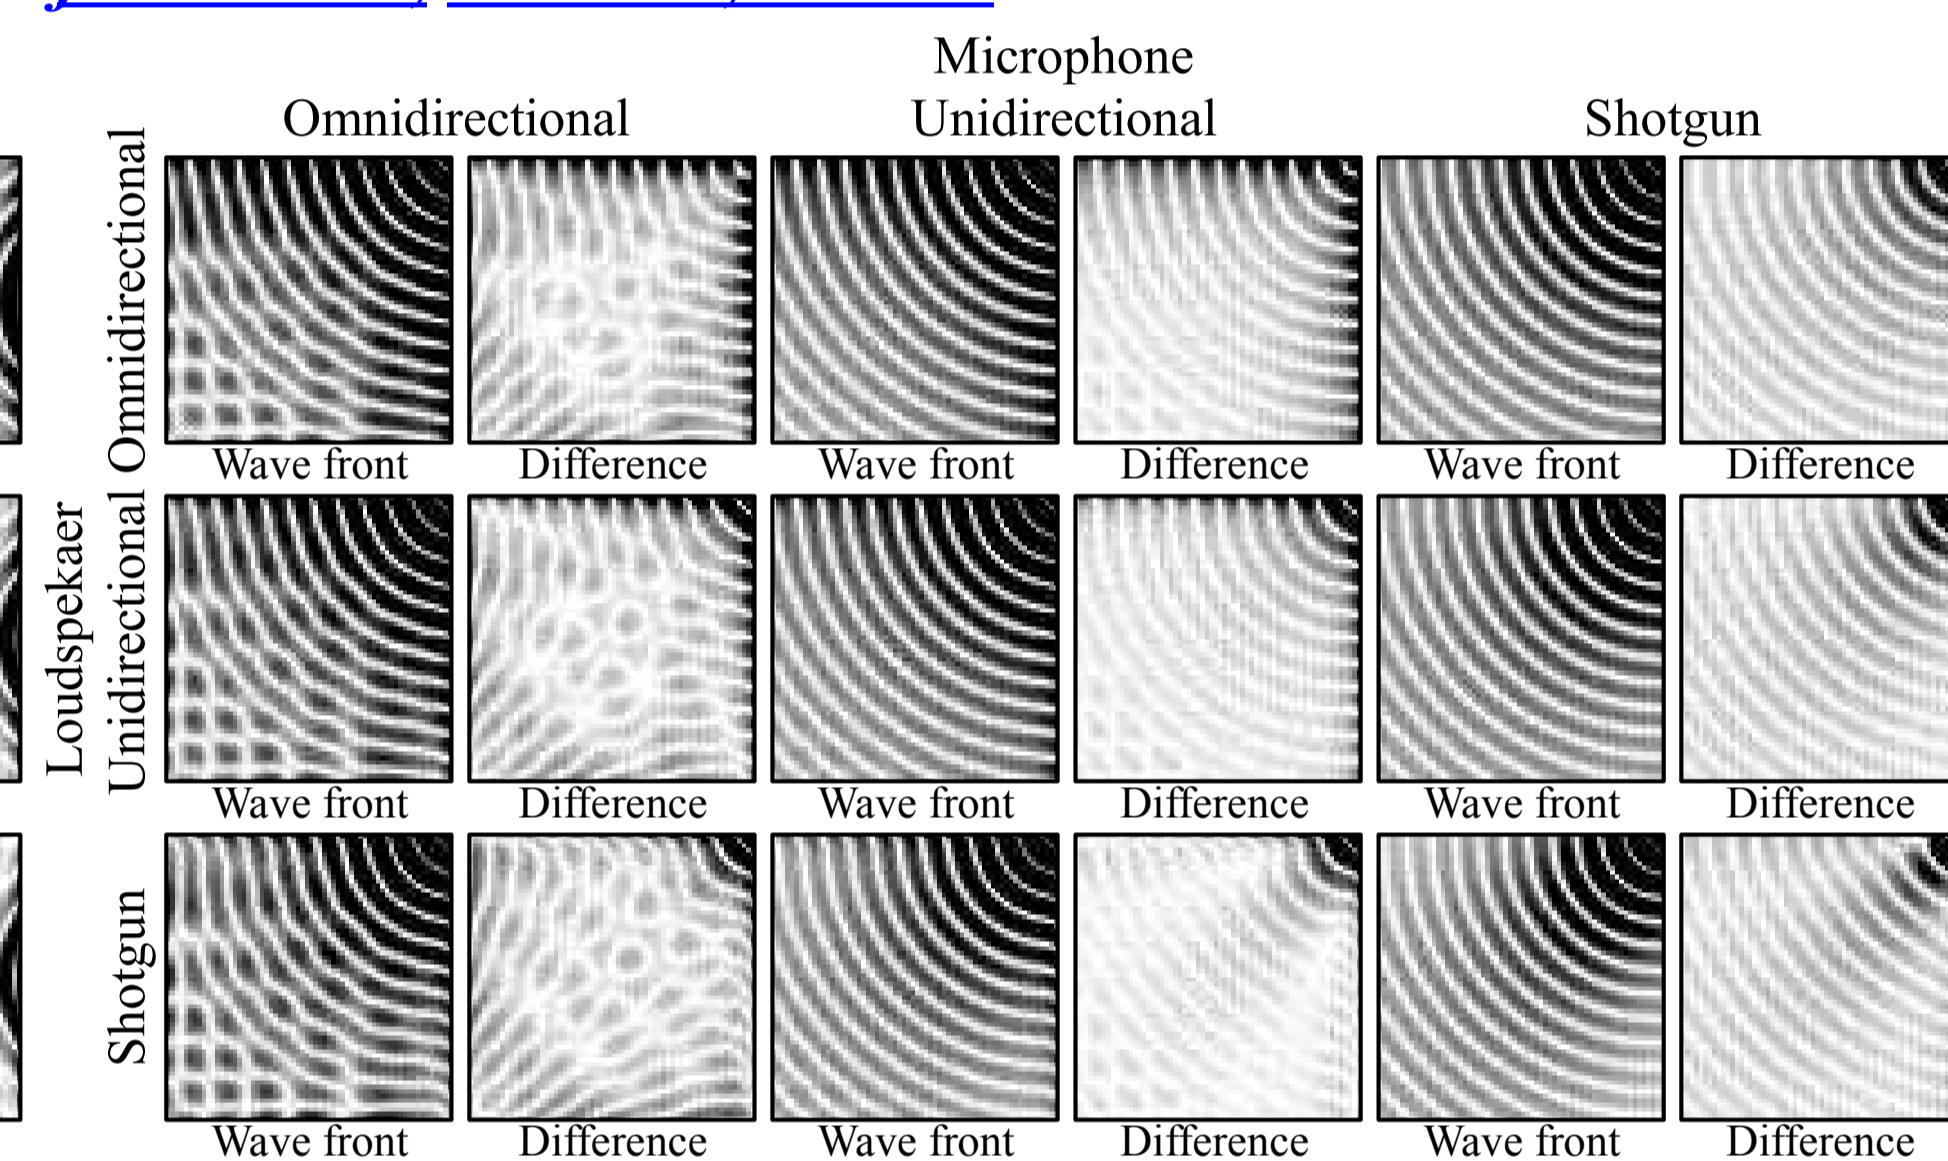 Microphone
Omnidirectional Unidirectional Shotgun
Loudspekaer
Omnidirectional
Wave front Difference Wave front Difference Wave front Difference
Unidirectional
Wave front Difference Wave front Difference Wave front Difference
Shotgun
Wave front Difference Wave front Difference Wave front Difference